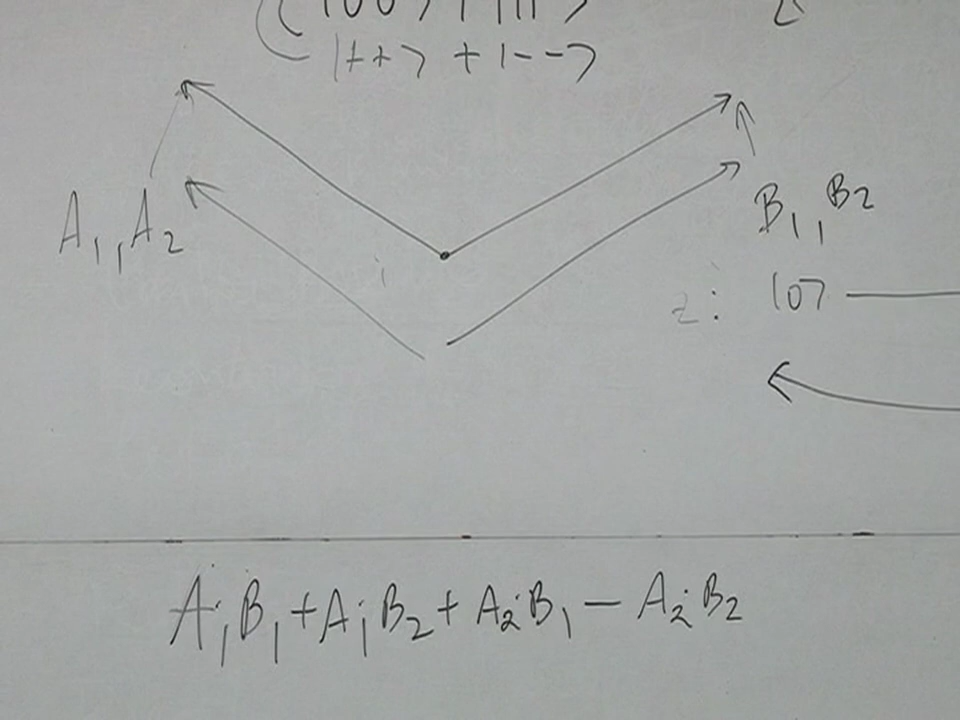 |++> + |-->
A₁, A₂
B₁, B₂
z: |0>
A₁B₁ + A₁B₂ + A₂B₁ − A₂B₂